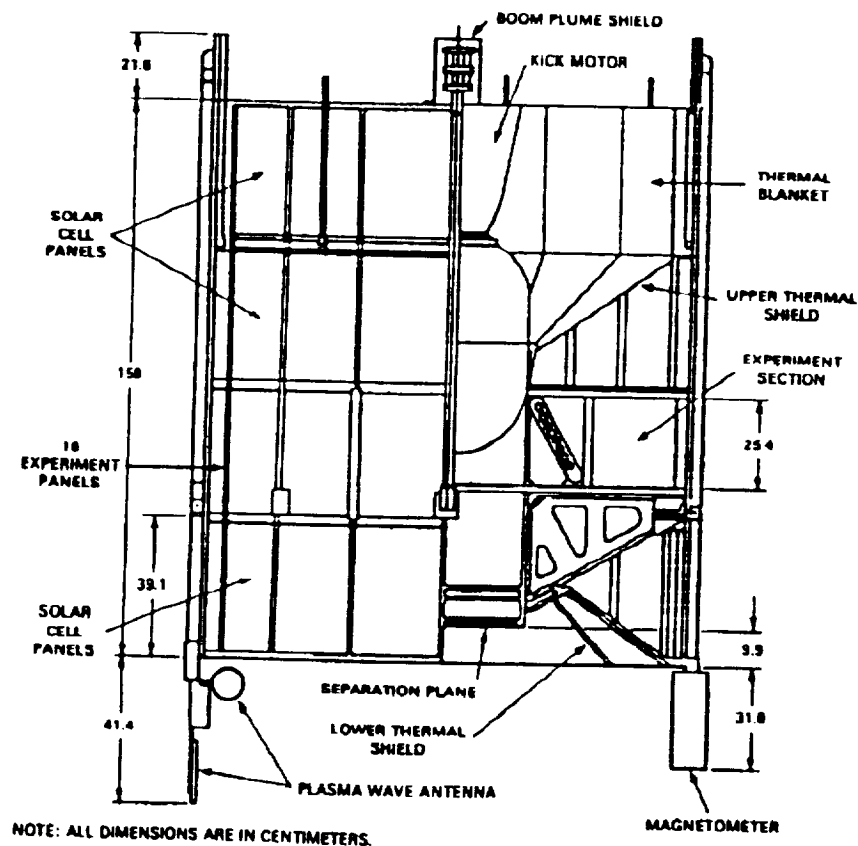 BOOM PLUME SHIELD
KICK MOTOR
21.6
THERMAL
BLANKET
SOLAR
CELL
PANELS
UPPER THERMAL
SHIELD
EXPERIMENT
SECTION
158
25.4
16
EXPERIMENT
PANELS
39.1
SOLAR
CELL
PANELS
9.9
SEPARATION PLANE
31.8
41.4
LOWER THERMAL
SHIELD
PLASMA WAVE ANTENNA
MAGNETOMETER
NOTE: ALL DIMENSIONS ARE IN CENTIMETERS.